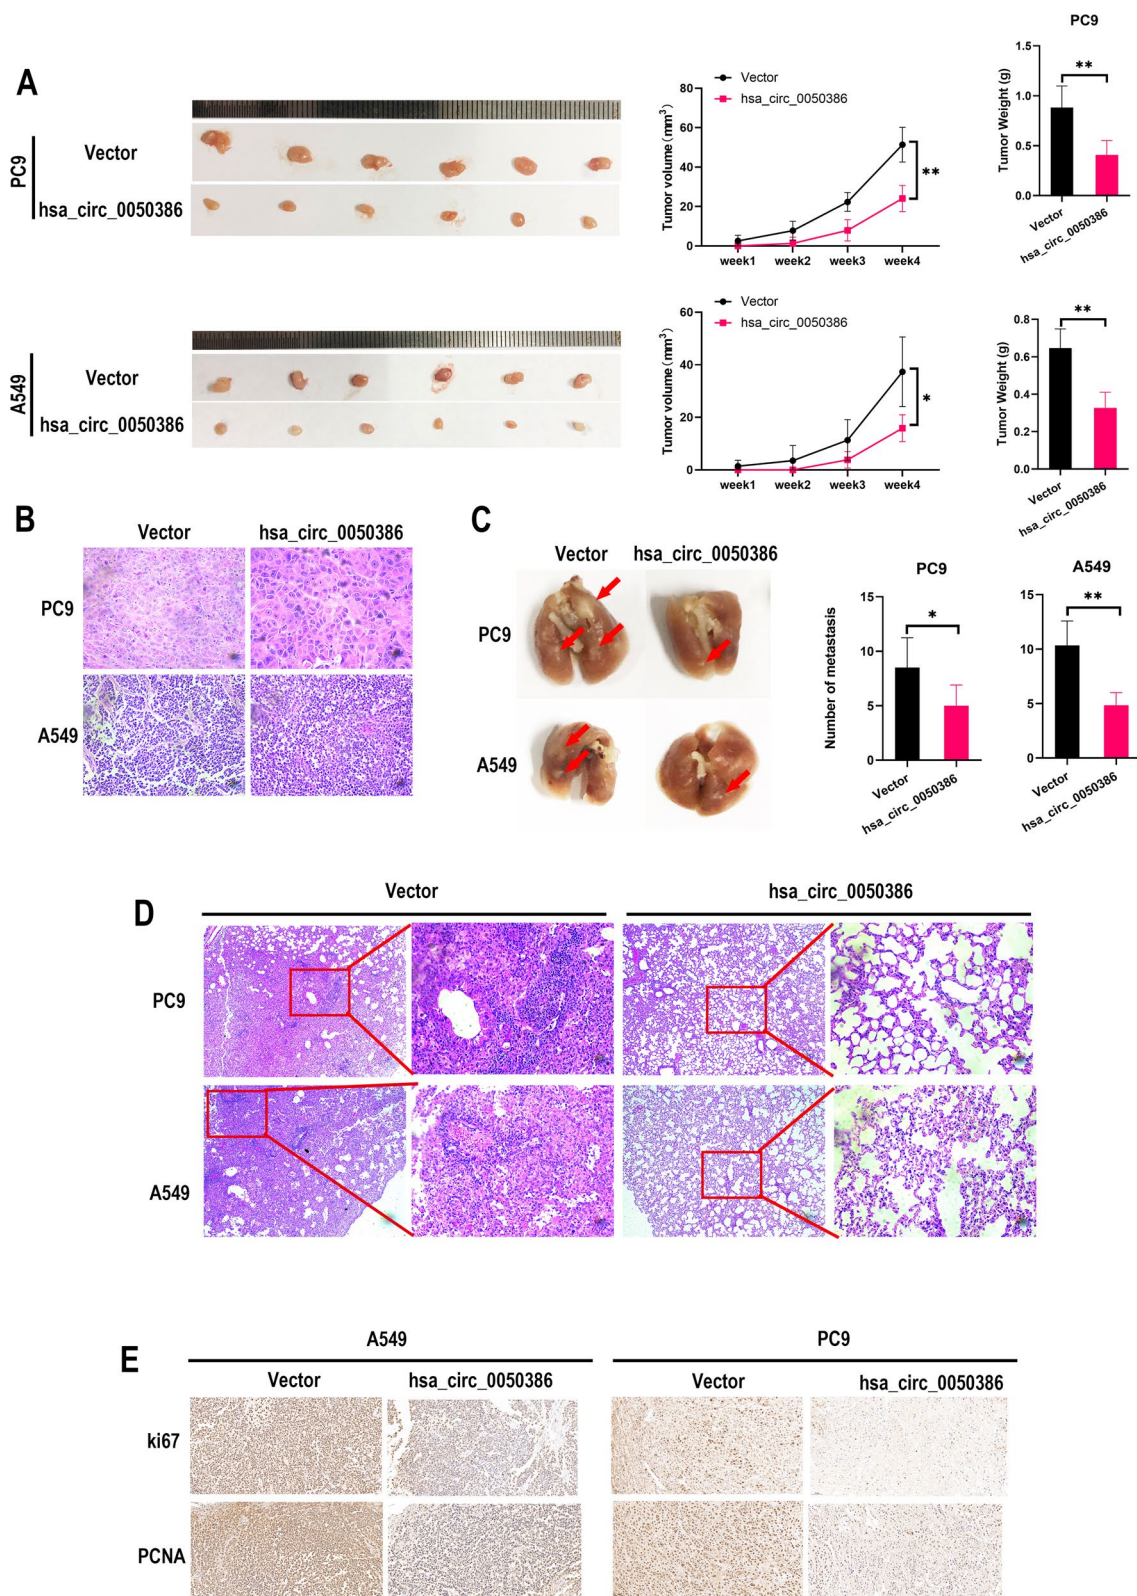 A
PC9
Vector
hsa_circ_0050386
Tumor volume(mm³)
80
60
40
20
0
week1 week2 week3 week4
Vector
hsa_circ_0050386
**
PC9
Tumor Weight (g)
1.5
1.0
0.5
0.0
**
Vector
hsa_circ_0050386
A549
Vector
hsa_circ_0050386
Tumor volume(mm³)
60
40
20
0
week1 week2 week3 week4
Vector
hsa_circ_0050386
*
Tumor Weight (g)
0.8
0.6
0.4
0.2
0.0
**
Vector
hsa_circ_0050386
B
Vector hsa_circ_0050386
PC9
A549
C
Vector hsa_circ_0050386
PC9
A549
PC9
Number of metastasis
15
10
5
0
*
Vector
hsa_circ_0050386
A549
15
10
5
0
**
Vector
hsa_circ_0050386
D
Vector hsa_circ_0050386
PC9
A549
E
A549 PC9
Vector hsa_circ_0050386 Vector hsa_circ_0050386
ki67
PCNA